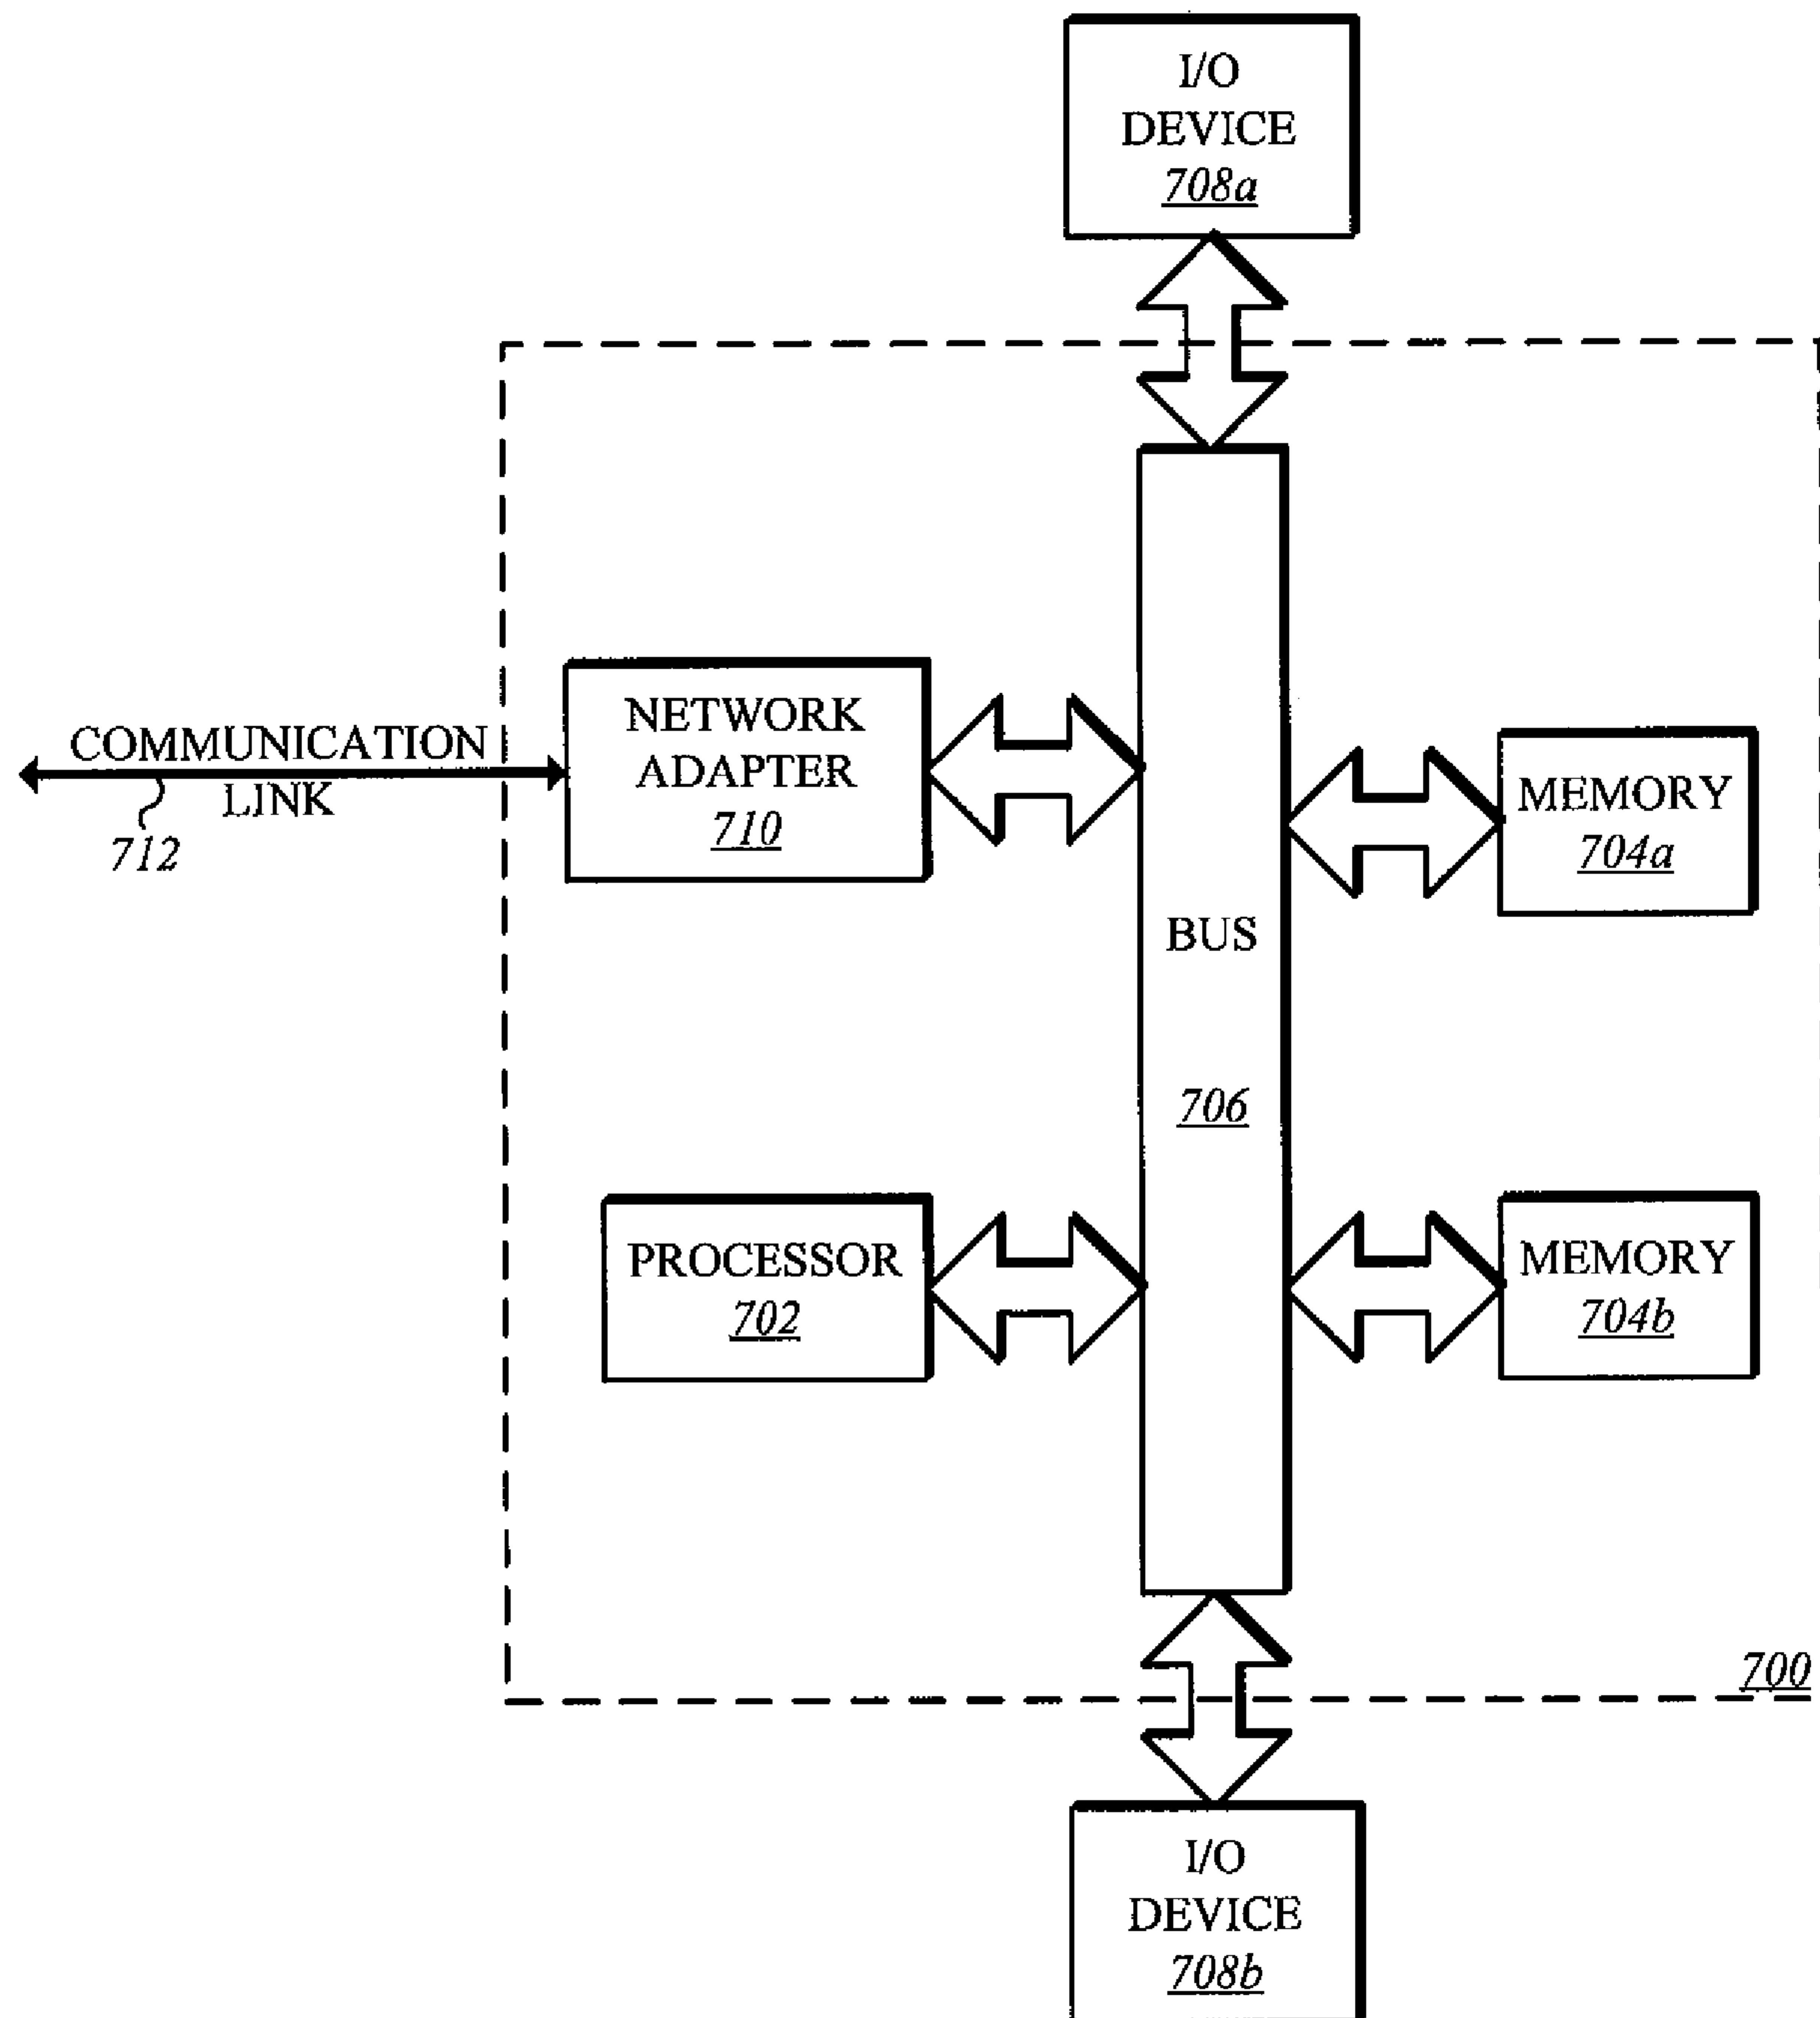 I/O
DEVICE
708a
NETWORK
ADAPTER
710
COMMUNICATION
LINK
712
MEMORY
704a
BUS
706
PROCESSOR
702
MEMORY
704b
700
I/O
DEVICE
708b